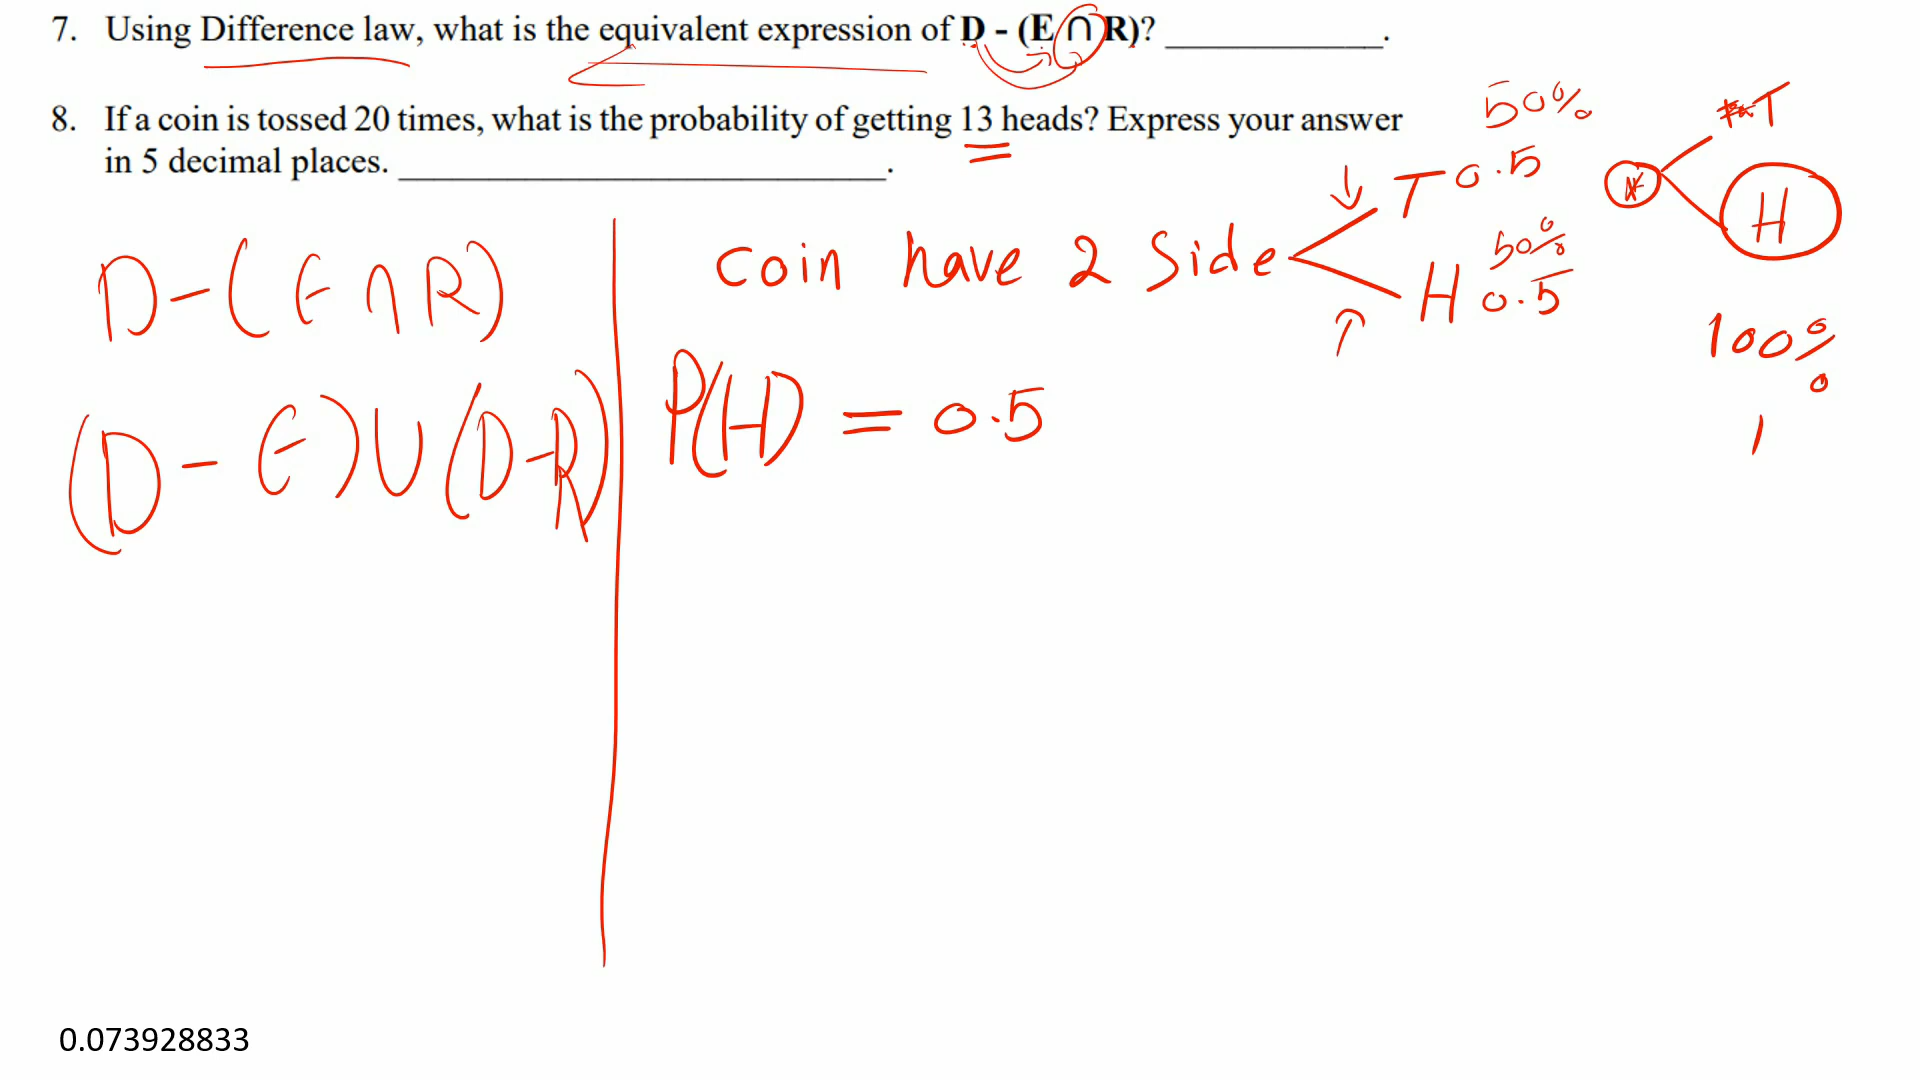 7. Using Difference law, what is the equivalent expression of D - (E ∩ R)? ____________.
8. If a coin is tossed 20 times, what is the probability of getting 13 heads? Express your answer
in 5 decimal places. ___________________________.
D - (E ∩ R)
(D - E) ∪ (D - R)
coin have 2 side
T 0.5
50%
H 0.5
50%
T
H
100%
1
P(H) = 0.5
0.073928833